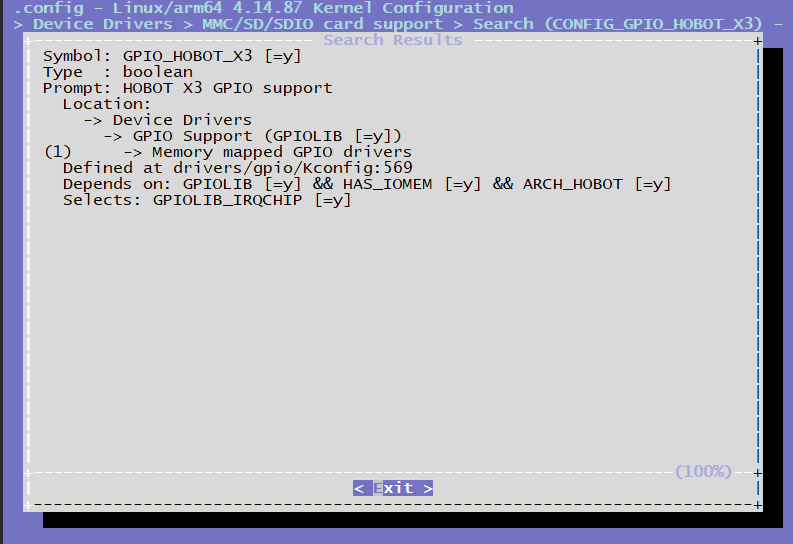 .config - Linux/arm64 4.14.87 Kernel Configuration
> Device Drivers > MMC/SD/SDIO card support > Search (CONFIG_GPIO_HOBOT_X3) -
Search Results
Symbol: GPIO_HOBOT_X3 [=y]
Type  : boolean
Prompt: HOBOT X3 GPIO support
Location:
-> Device Drivers
-> GPIO Support (GPIOLIB [=y])
(1)     -> Memory mapped GPIO drivers
Defined at drivers/gpio/Kconfig:569
Depends on: GPIOLIB [=y] && HAS_IOMEM [=y] && ARCH_HOBOT [=y]
Selects: GPIOLIB_IRQCHIP [=y]
(100%)
< Exit >